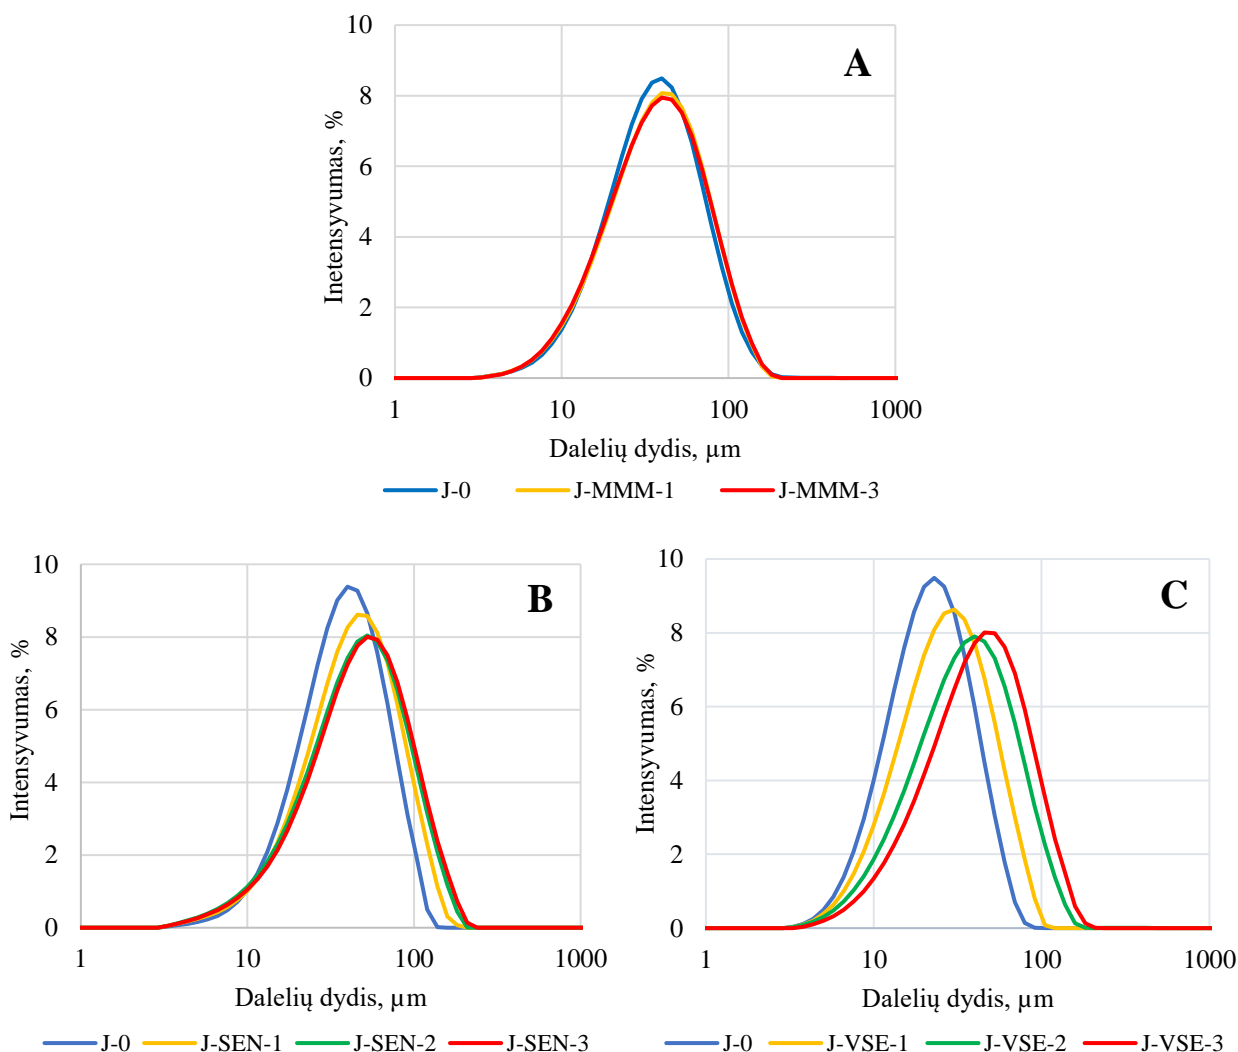 10
8
6
4
2
0
A
Inetensyvumas, %
1 10 100 1000
Dalelių dydis, µm
J-0 J-MMM-1 J-MMM-3
10
8
6
4
2
0
B
Intensyvumas, %
1 10 100 1000
Dalelių dydis, µm
J-0 J-SEN-1 J-SEN-2 J-SEN-3
10
8
6
4
2
0
C
Intensyvumas, %
1 10 100 1000
Dalelių dydis, µm
J-0 J-VSE-1 J-VSE-2 J-VSE-3